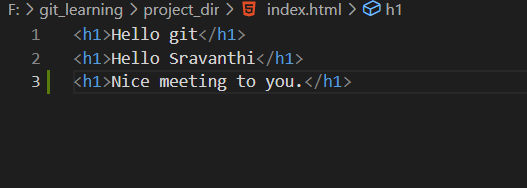 F: > git_learning > project_dir > index.html > h1
1 <h1>Hello git</h1>
2 <h1>Hello Sravanthi</h1>
3 <h1>Nice meeting to you.</h1>